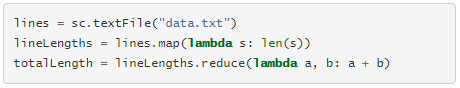 lines = sc.textFile("data.txt")
lineLengths = lines.map(lambda s: len(s))
totalLength = lineLengths.reduce(lambda a, b: a + b)